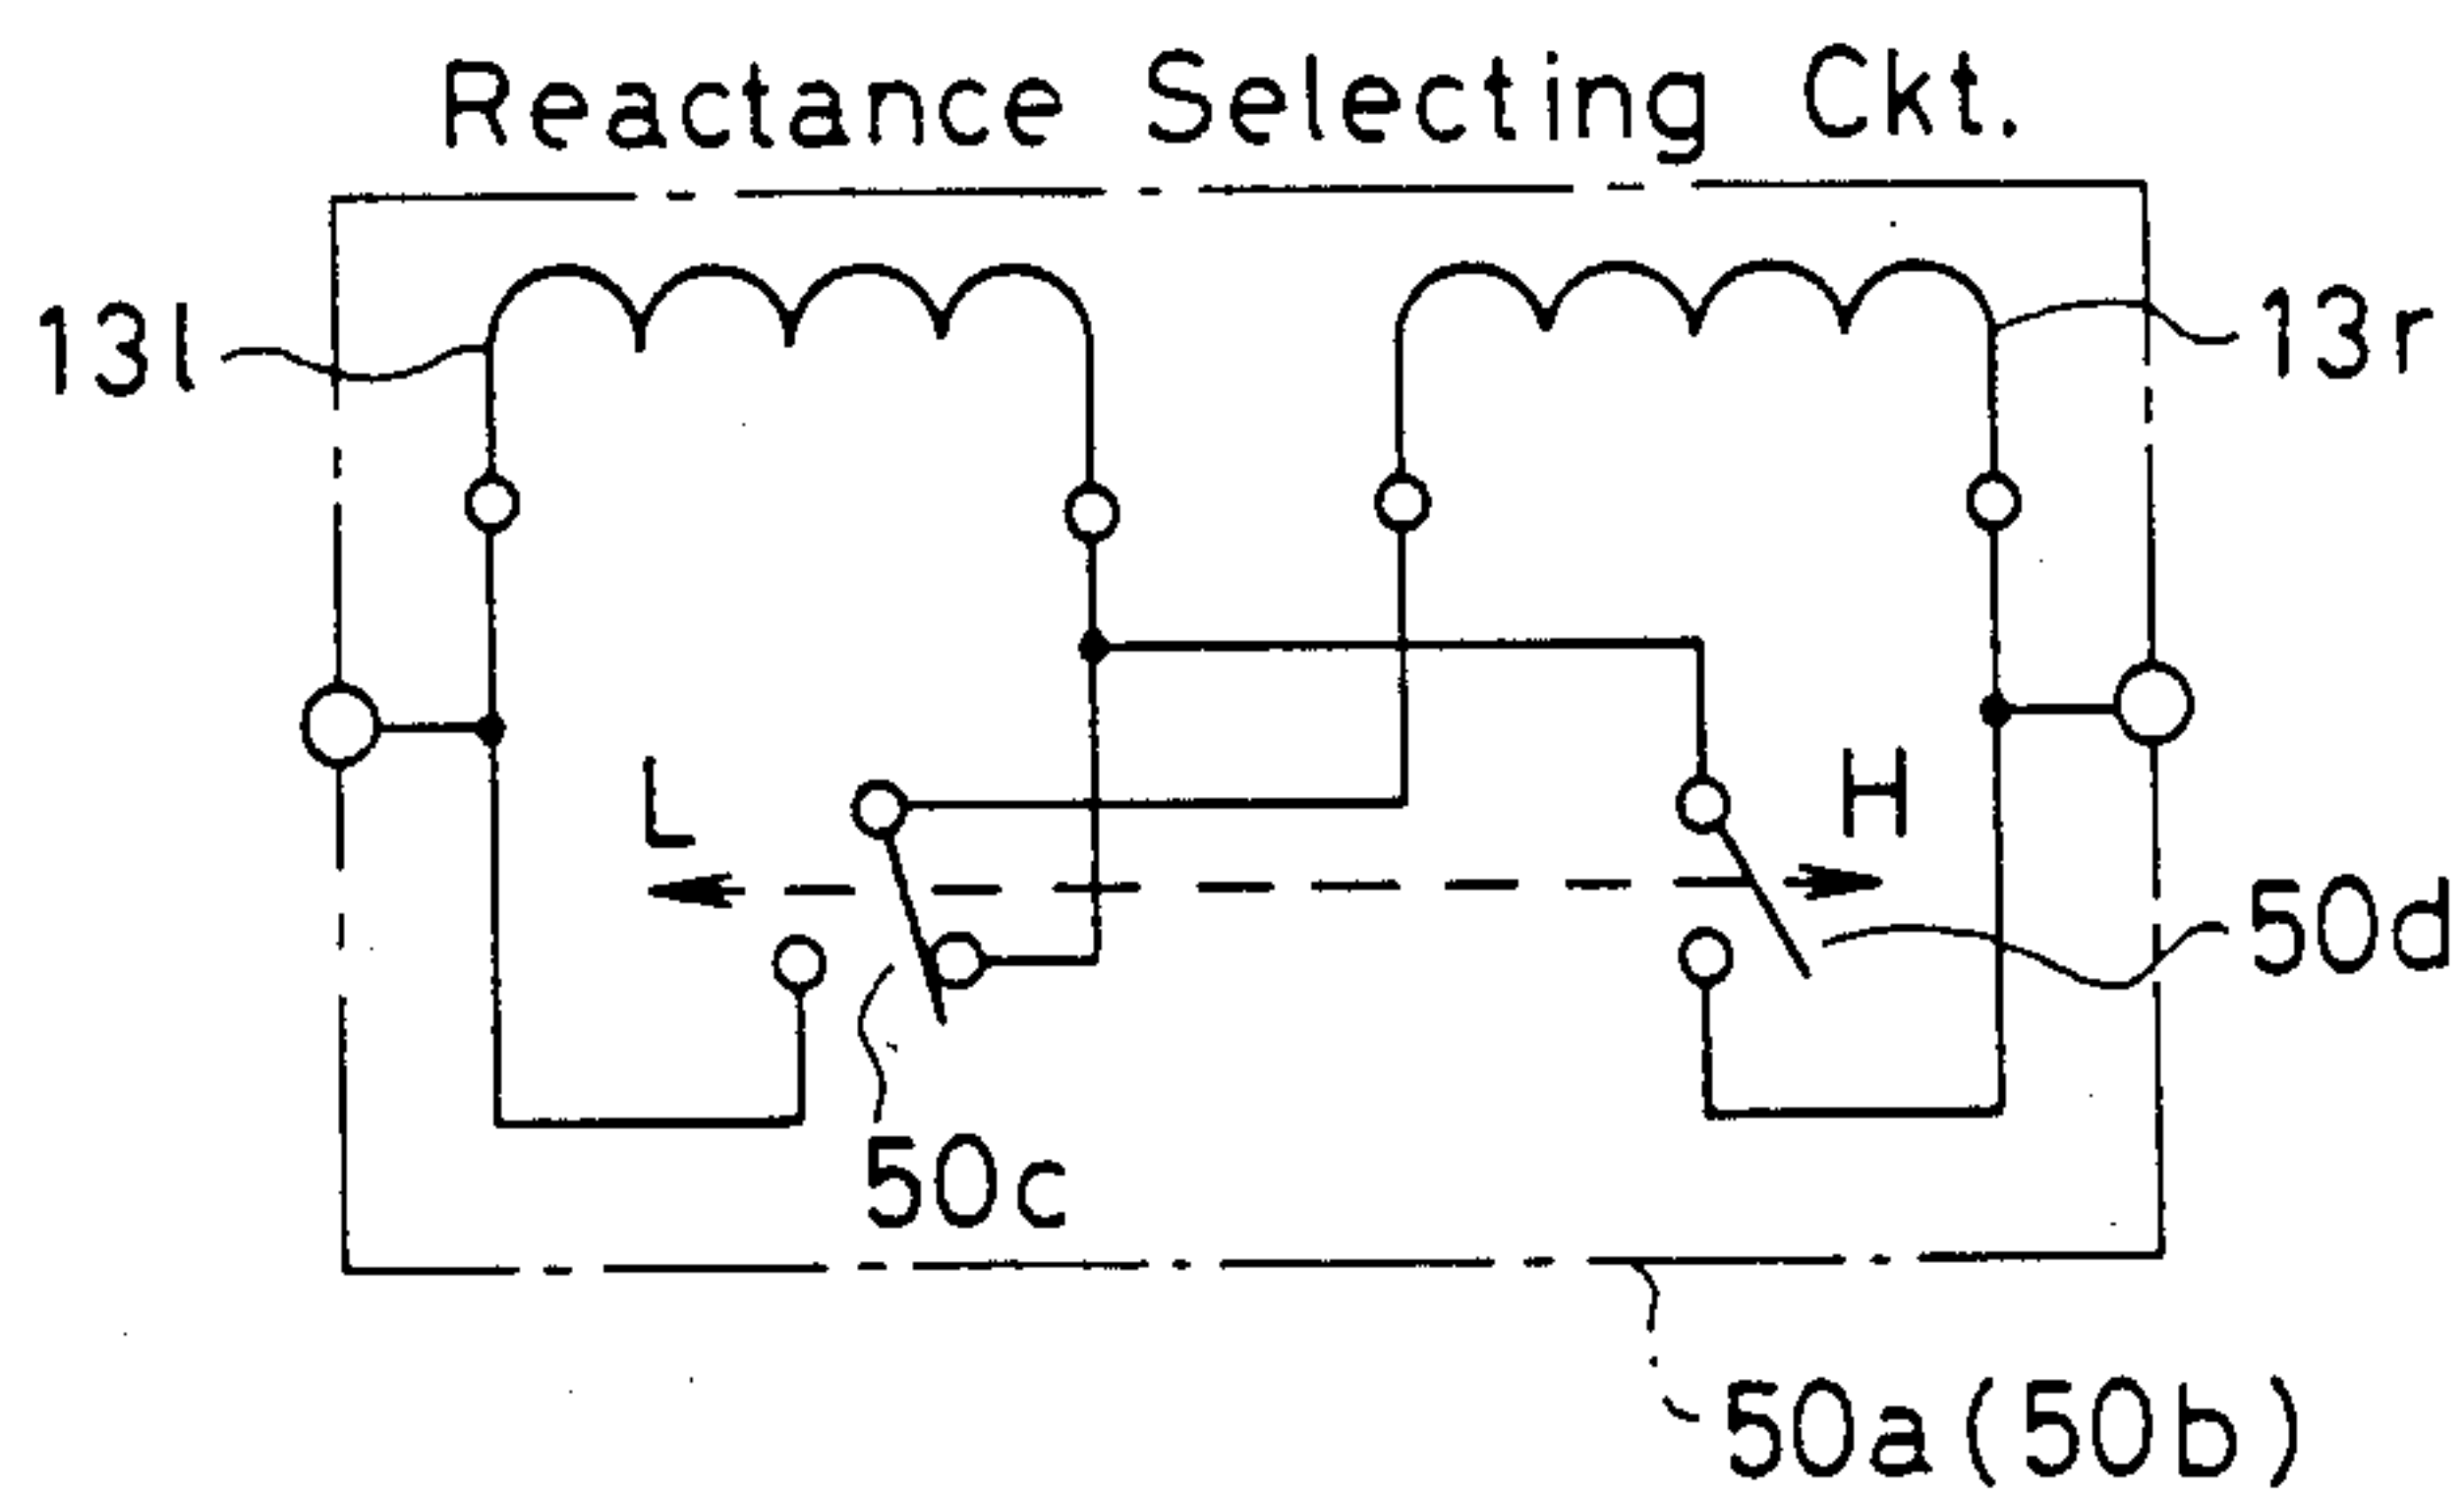 Reactance Selecting Ckt.
13l
13r
L
H
50d
50c
50a(50b)